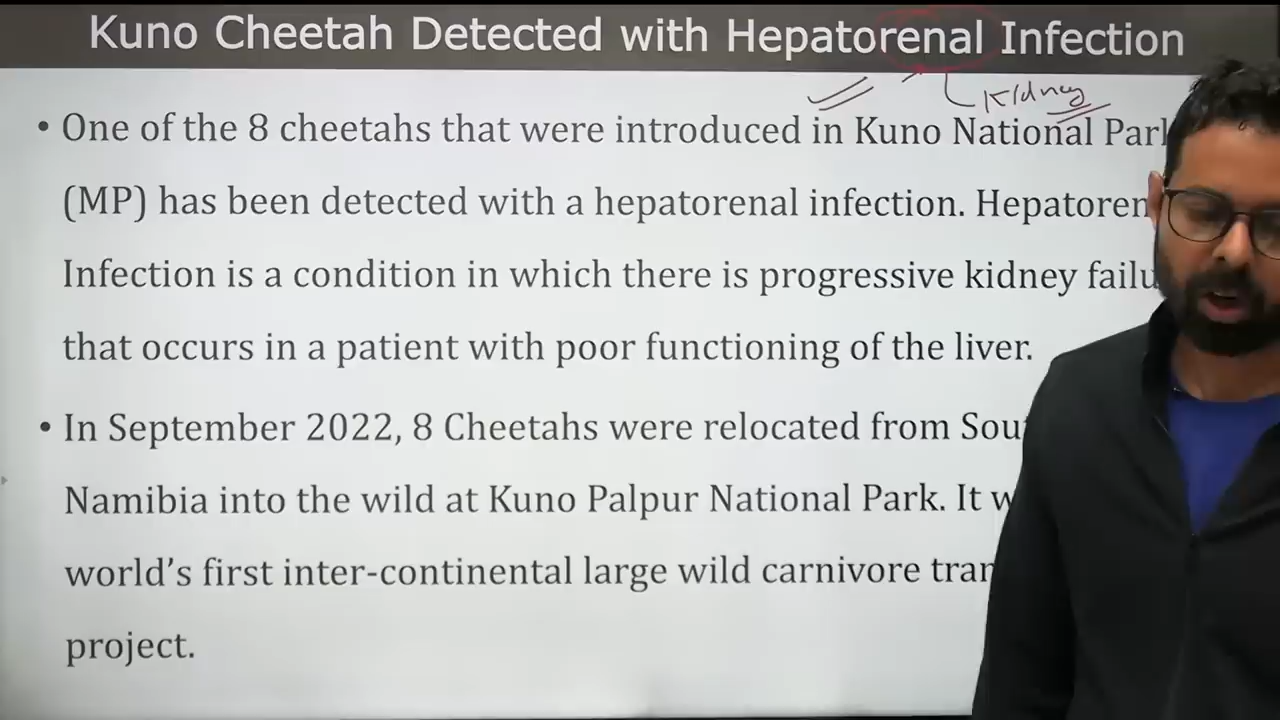 Kuno Cheetah Detected with Hepatorenal Infection
Kidney
• One of the 8 cheetahs that were introduced in Kuno National Park
(MP) has been detected with a hepatorenal infection. Hepatoren
Infection is a condition in which there is progressive kidney failu
that occurs in a patient with poor functioning of the liver.
• In September 2022, 8 Cheetahs were relocated from Sou
Namibia into the wild at Kuno Palpur National Park. It w
world's first inter-continental large wild carnivore tran
project.